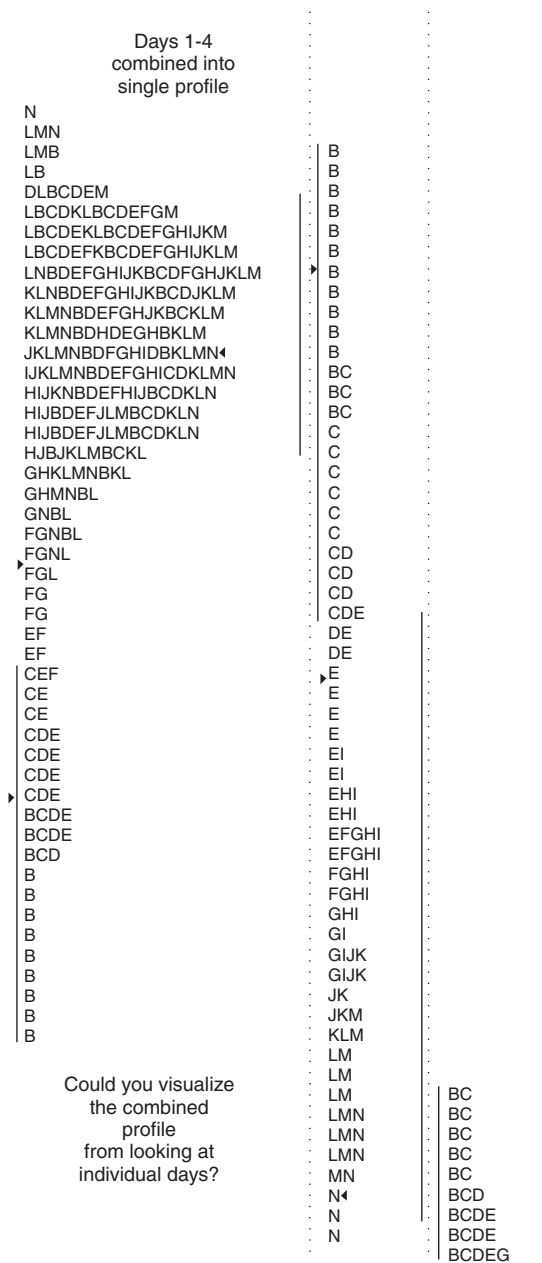 Days 1-4
combined into
single profile
N
LMN
LMB
LB
DLBCDEM
LBCDKLBCDEFGM
LBCDEKLBCDEFGHIJKM
LBCDEFKBCDEFGHIJKLM
LNBDEFGHIJKBCDFGHJKLM
KLNBDEFGHIJKBCDJKLM
KLMNBDEFGHJKBCKLM
KLMNBDHDEGHBKLM
JKLMNBDFGHIDBKLMN
IJKLMNBDEFGHICDKLMN
HIJKNBDEFHIJBCDKLN
HIJBDEFJLMBCDKLN
HIJBDEFJLMBCDKLN
HJBJKLMBCKL
GHKLMNBKL
GHMNBL
GNBL
FGNBL
FGNL
FGL
FG
FG
EF
EF
CEF
CE
CE
CDE
CDE
CDE
CDE
BCDE
BCDE
BCD
B
B
B
B
B
B
B
B
B
Could you visualize
the combined
profile
from looking at
individual days?
B
B
B
B
B
B
B
B
B
B
B
BC
BC
BC
C
C
C
C
C
C
CD
CD
CD
CDE
DE
DE
E
E
E
E
EI
EI
EHI
EHI
EFGHI
EFGHI
FGHI
FGHI
GHI
GI
GIJK
GIJK
JK
JKM
KLM
LM
LM
LM
LMN
LMN
LMN
MN
N
N
N
BC
BC
BC
BC
BC
BCD
BCDE
BCDE
BCDEG